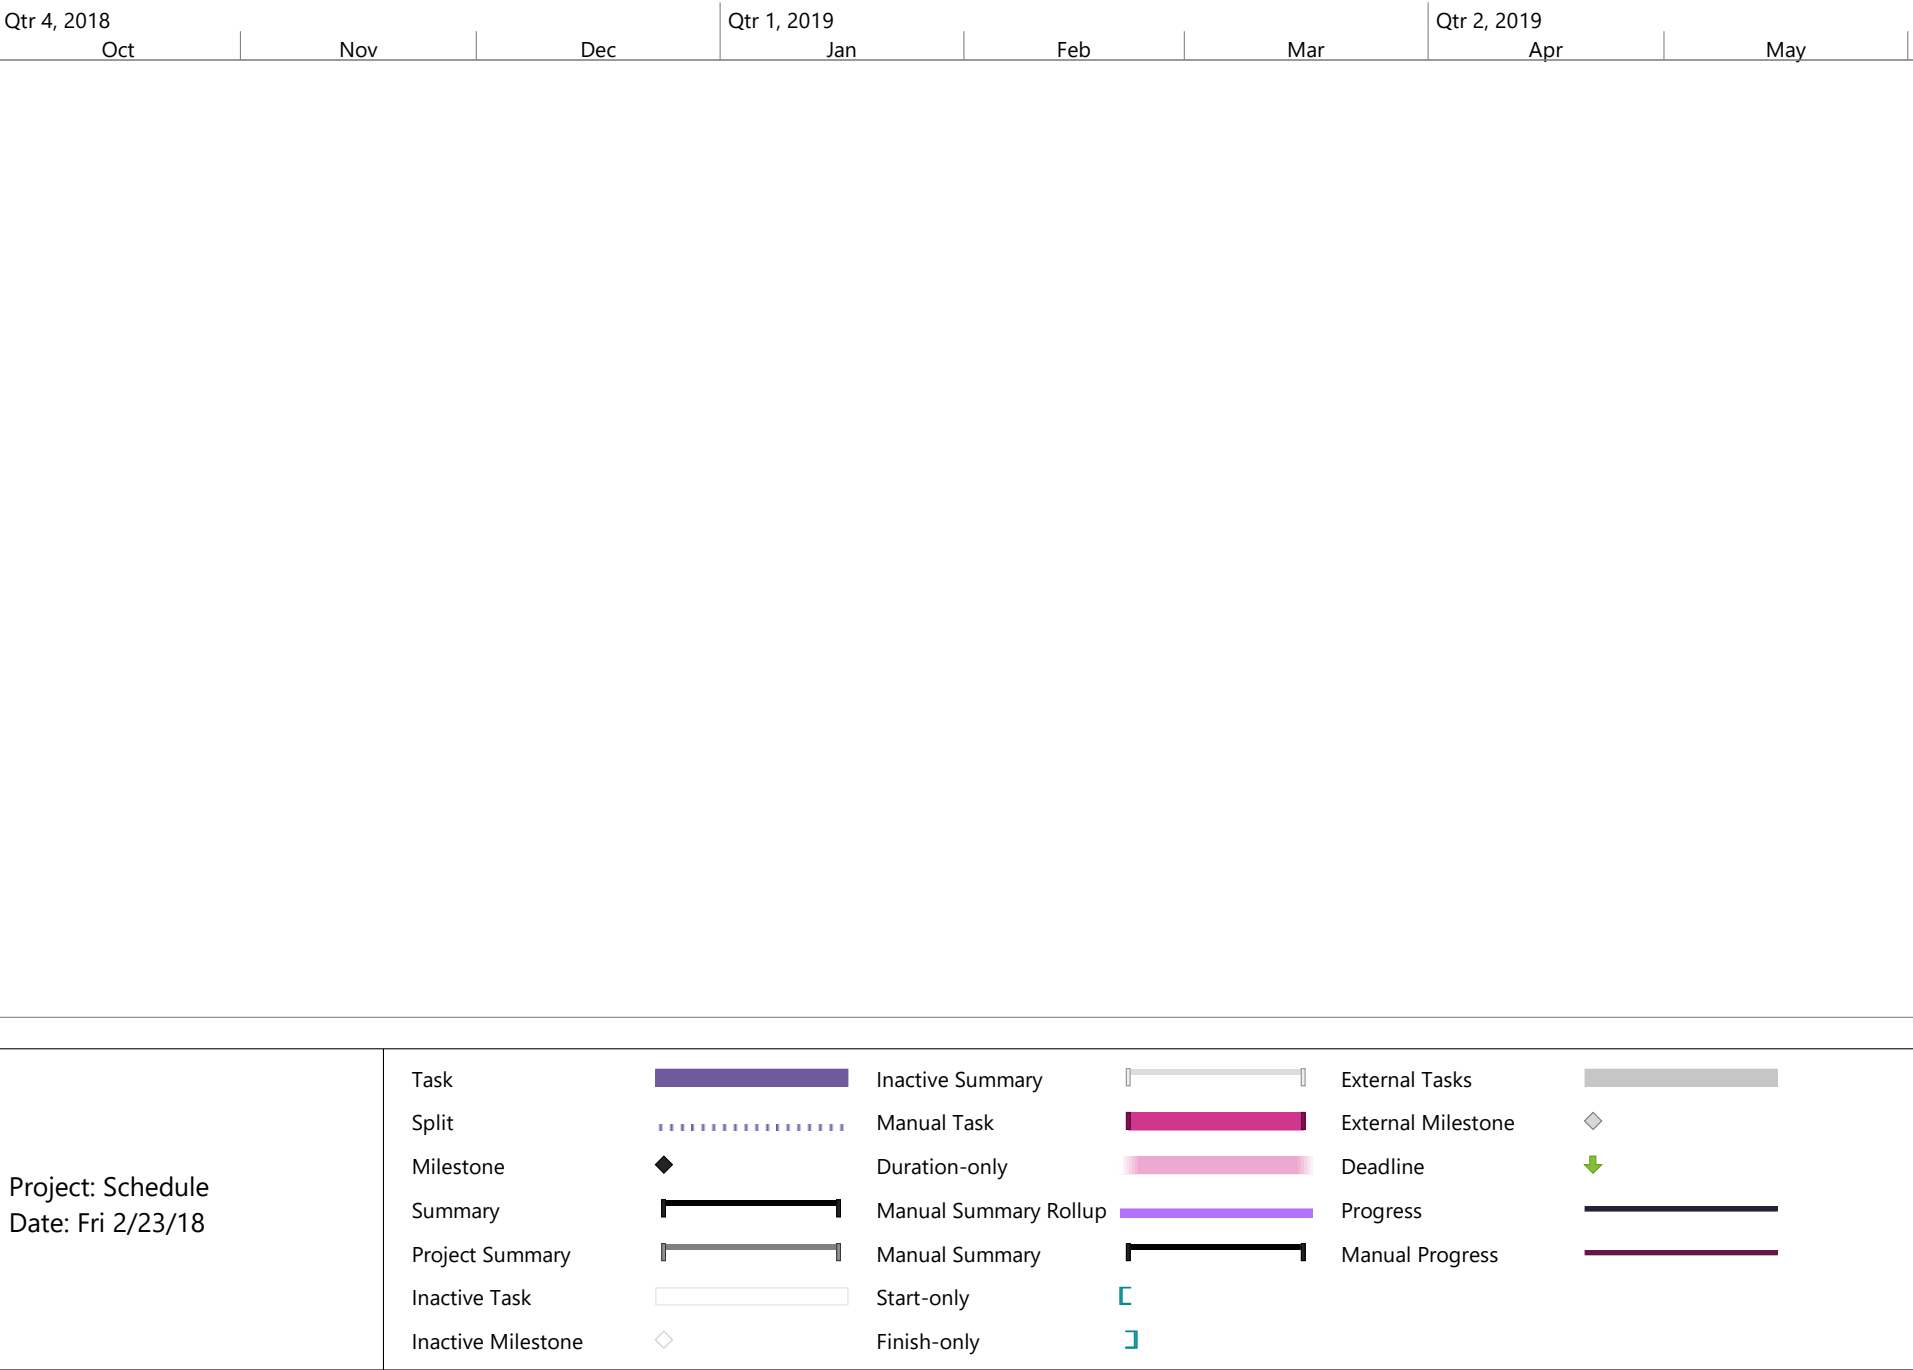 Qtr 4, 2018 Qtr 1, 2019 Qtr 2, 2019
Oct Nov Dec Jan Feb Mar Apr May
Project: Schedule
Date: Fri 2/23/18
Task
Split
Milestone
Summary
Project Summary
Inactive Task
Inactive Milestone
Inactive Summary
Manual Task
Duration-only
Manual Summary Rollup
Manual Summary
Start-only
Finish-only
External Tasks
External Milestone
Deadline
Progress
Manual Progress